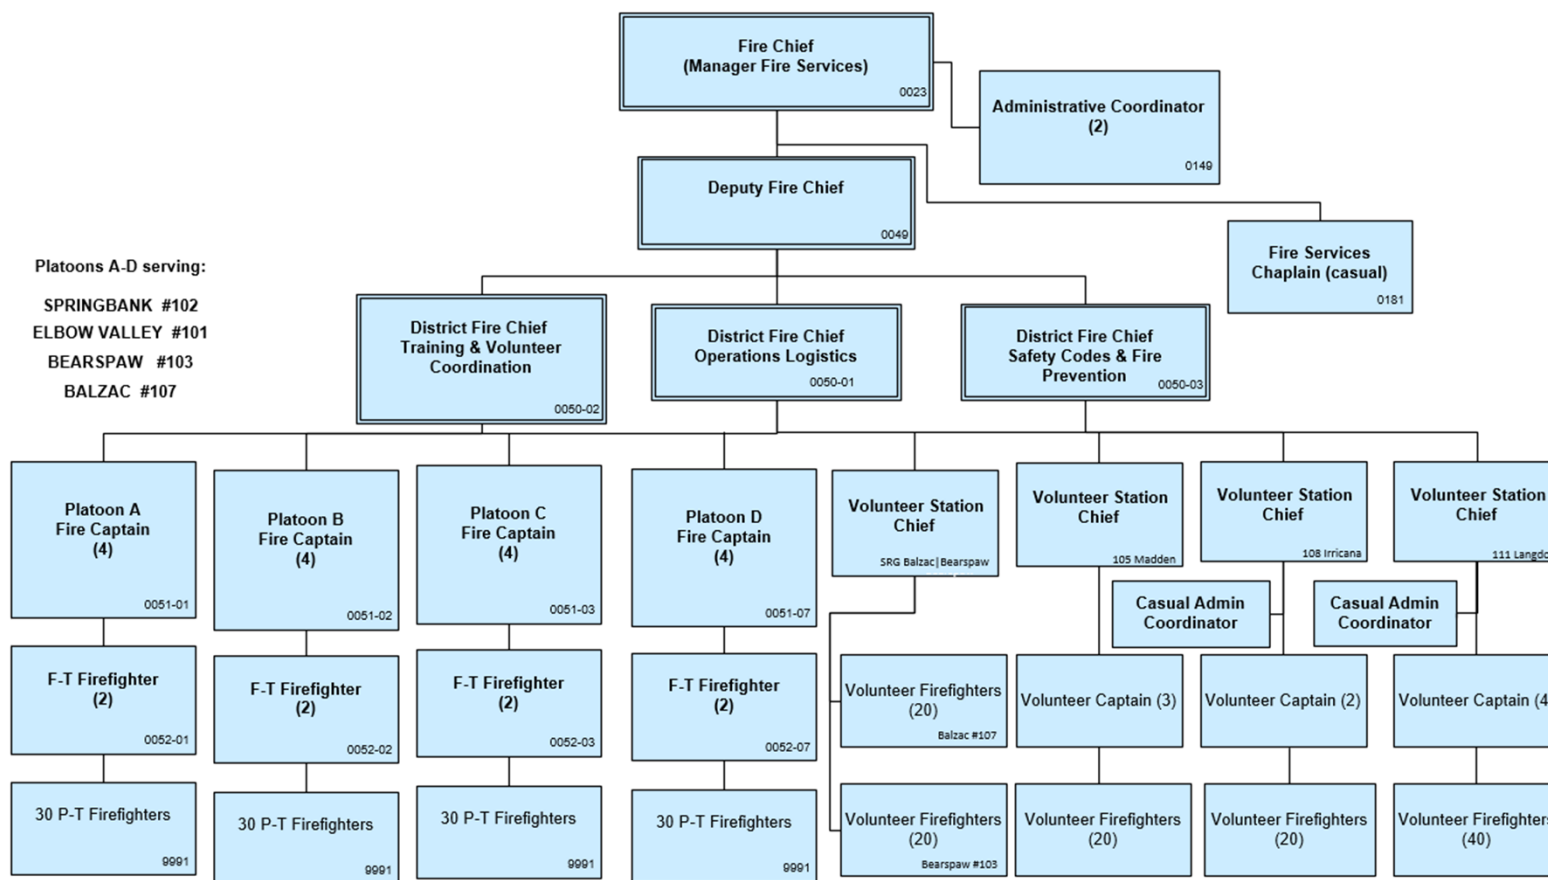 Fire Chief
(Manager Fire Services)
0023
Administrative Coordinator
(2)
0149
Deputy Fire Chief
0049
Fire Services
Chaplain (casual)
0181
Platoons A-D serving:
SPRINGBANK #102
ELBOW VALLEY #101
BEARSPAW #103
BALZAC #107
District Fire Chief
Training & Volunteer
Coordination
0050-02
District Fire Chief
Operations Logistics
0050-01
District Fire Chief
Safety Codes & Fire
Prevention
0050-03
Platoon A
Fire Captain
(4)
0051-01
Platoon B
Fire Captain
(4)
0051-02
Platoon C
Fire Captain
(4)
0051-03
Platoon D
Fire Captain
(4)
0051-07
Volunteer Station
Chief
SRG Balzac|Bearspaw
Volunteer Station
Chief
105 Madden
Volunteer Station
Chief
108 Irricana
Volunteer Station
Chief
111 Langdo
Casual Admin
Coordinator
Casual Admin
Coordinator
F-T Firefighter
(2)
0052-01
F-T Firefighter
(2)
0052-02
F-T Firefighter
(2)
0052-03
F-T Firefighter
(2)
0052-07
Volunteer Firefighters
(20)
Balzac #107
Volunteer Captain (3)
Volunteer Captain (2)
Volunteer Captain (4
30 P-T Firefighters
9991
30 P-T Firefighters
9991
30 P-T Firefighters
9991
30 P-T Firefighters
9991
Volunteer Firefighters
(20)
Bearspaw #103
Volunteer Firefighters
(20)
Volunteer Firefighters
(20)
Volunteer Firefighters
(40)